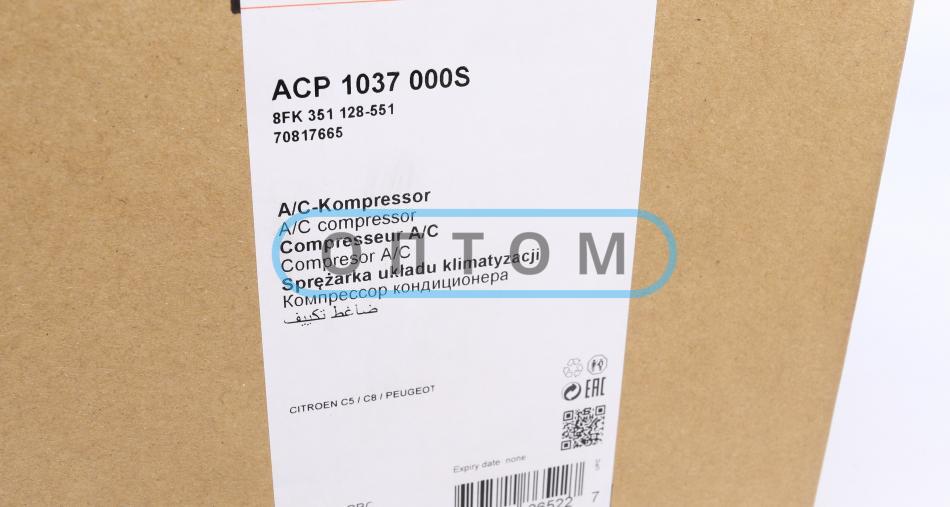 ACP 1037 000S
8FK 351 128-551
70817665
A/C-Kompressor
A/C compressor
Compresseur A/C
Compresor A/C
Sprężarka układu klimatyzacji
Компрессор кондиционера
ضاغط تكييف
ОПТОМ
CITROEN C5 / C8 / PEUGEOT
EAC
Expiry date none
26522 7